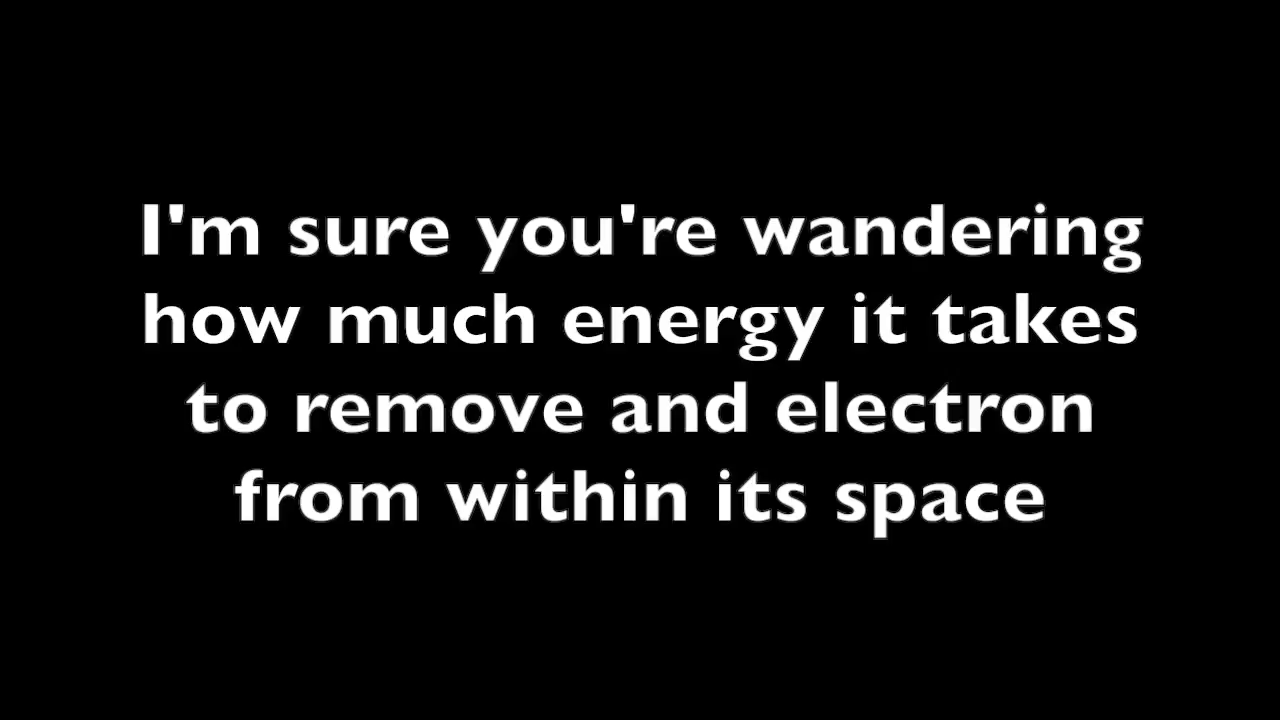 I'm sure you're wandering
how much energy it takes
to remove and electron
from within its space